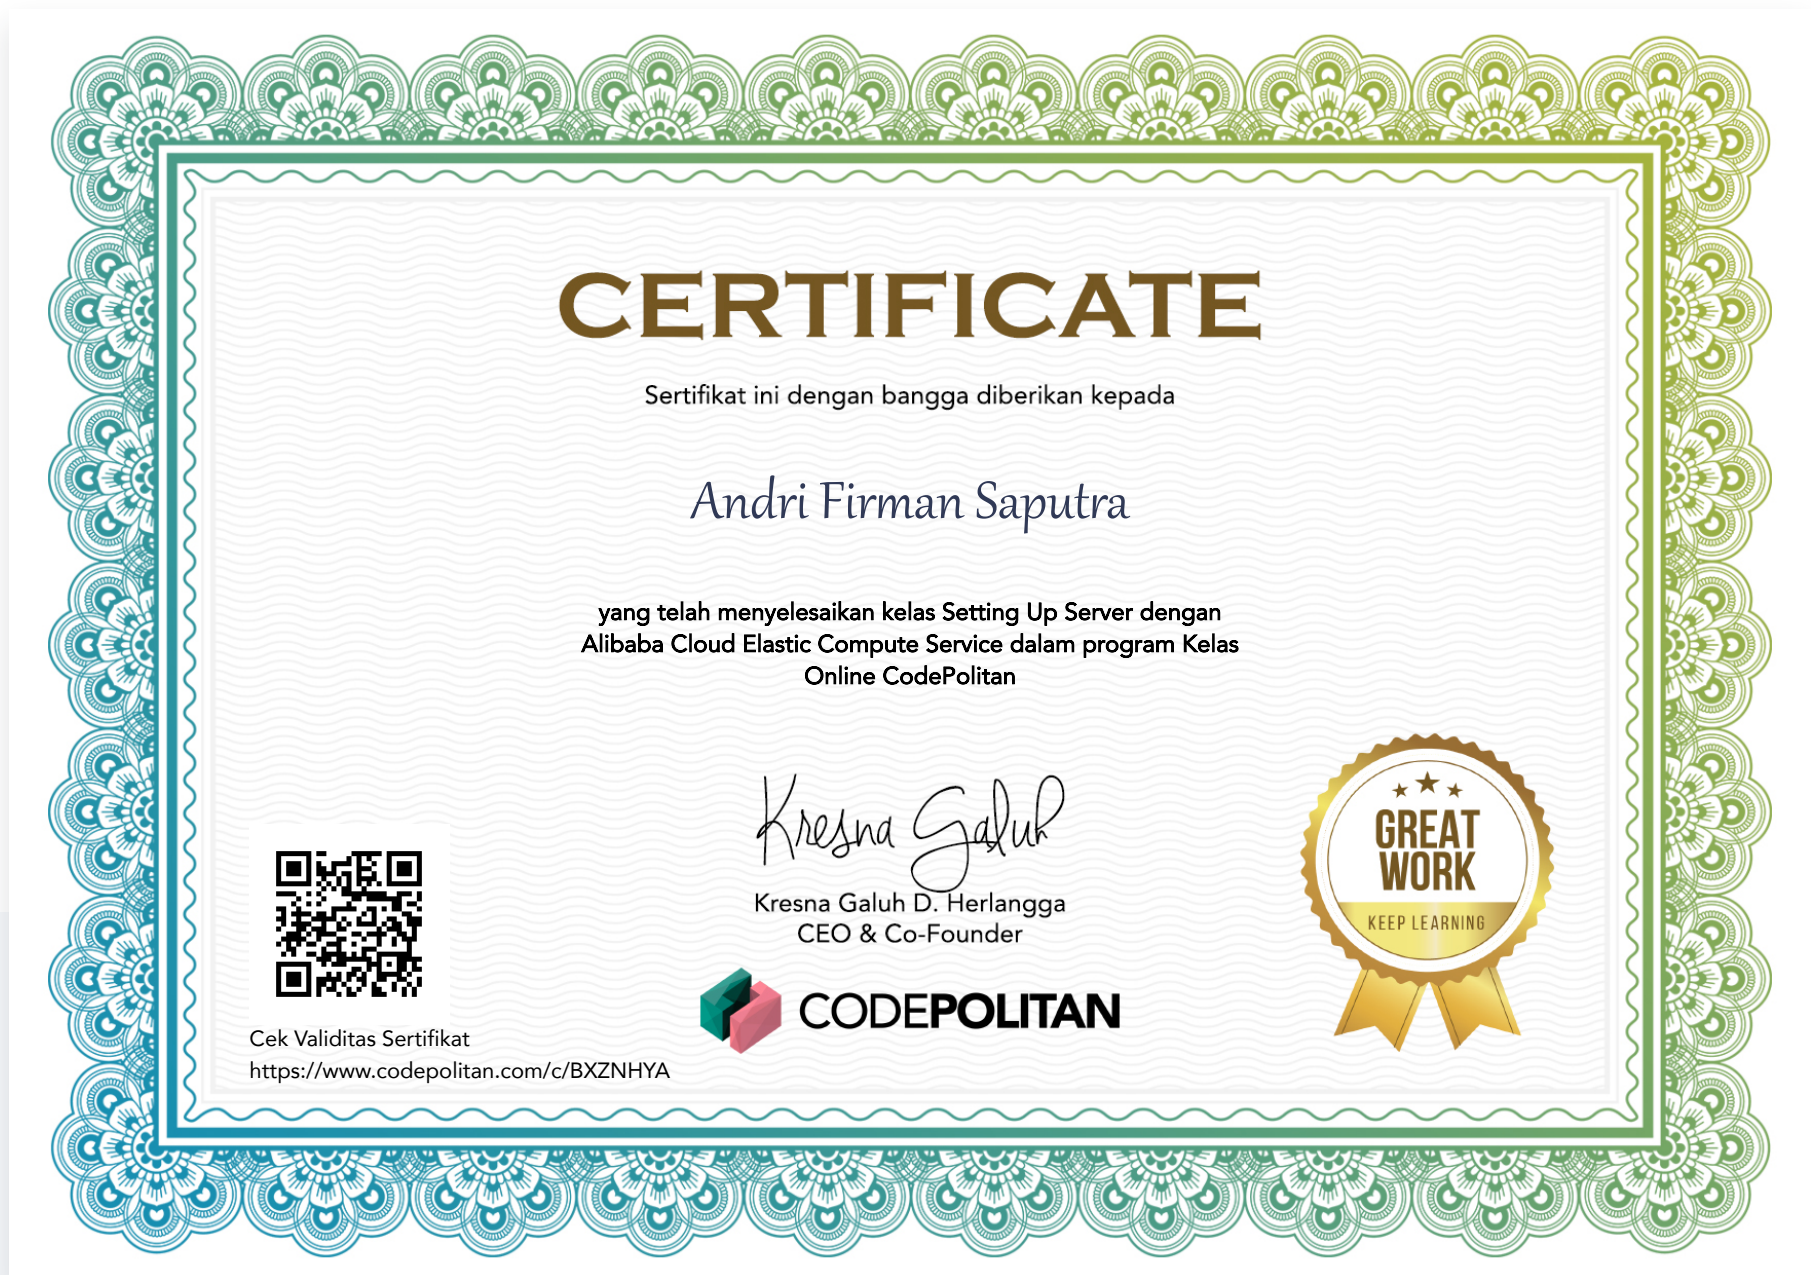 CERTIFICATE
Sertifikat ini dengan bangga diberikan kepada
Andri Firman Saputra
yang telah menyelesaikan kelas Setting Up Server dengan
Alibaba Cloud Elastic Compute Service dalam program Kelas
Online CodePolitan
Kresna Galuh
Kresna Galuh D. Herlangga
CEO & Co-Founder
CODEPOLITAN
GREAT
WORK
KEEP LEARNING
Cek Validitas Sertifikat
https://www.codepolitan.com/c/BXZNHYA